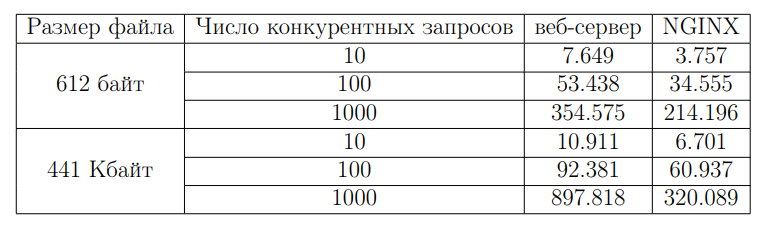 Размер файла Число конкурентных запросов веб-сервер NGINX
612 байт
10 7.649 3.757
100 53.438 34.555
1000 354.575 214.196
441 Кбайт
10 10.911 6.701
100 92.381 60.937
1000 897.818 320.089